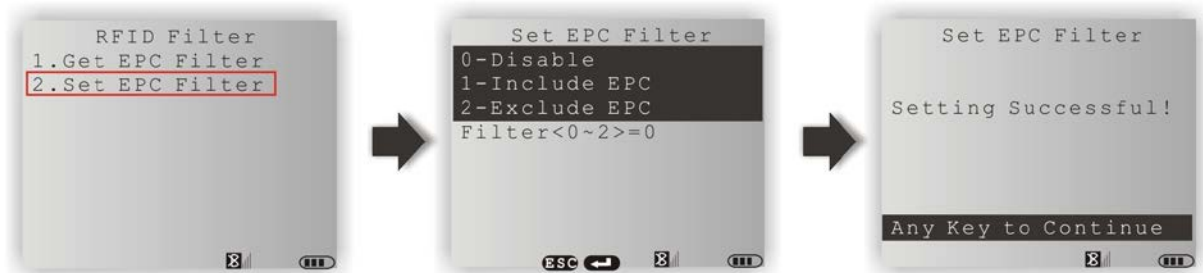 RFID Filter
1.Get EPC Filter
2.Set EPC Filter
Set EPC Filter
0-Disable
1-Include EPC
2-Exclude EPC
Filter<0~2>=0
ESC
Set EPC Filter
Setting Successful!
Any Key to Continue